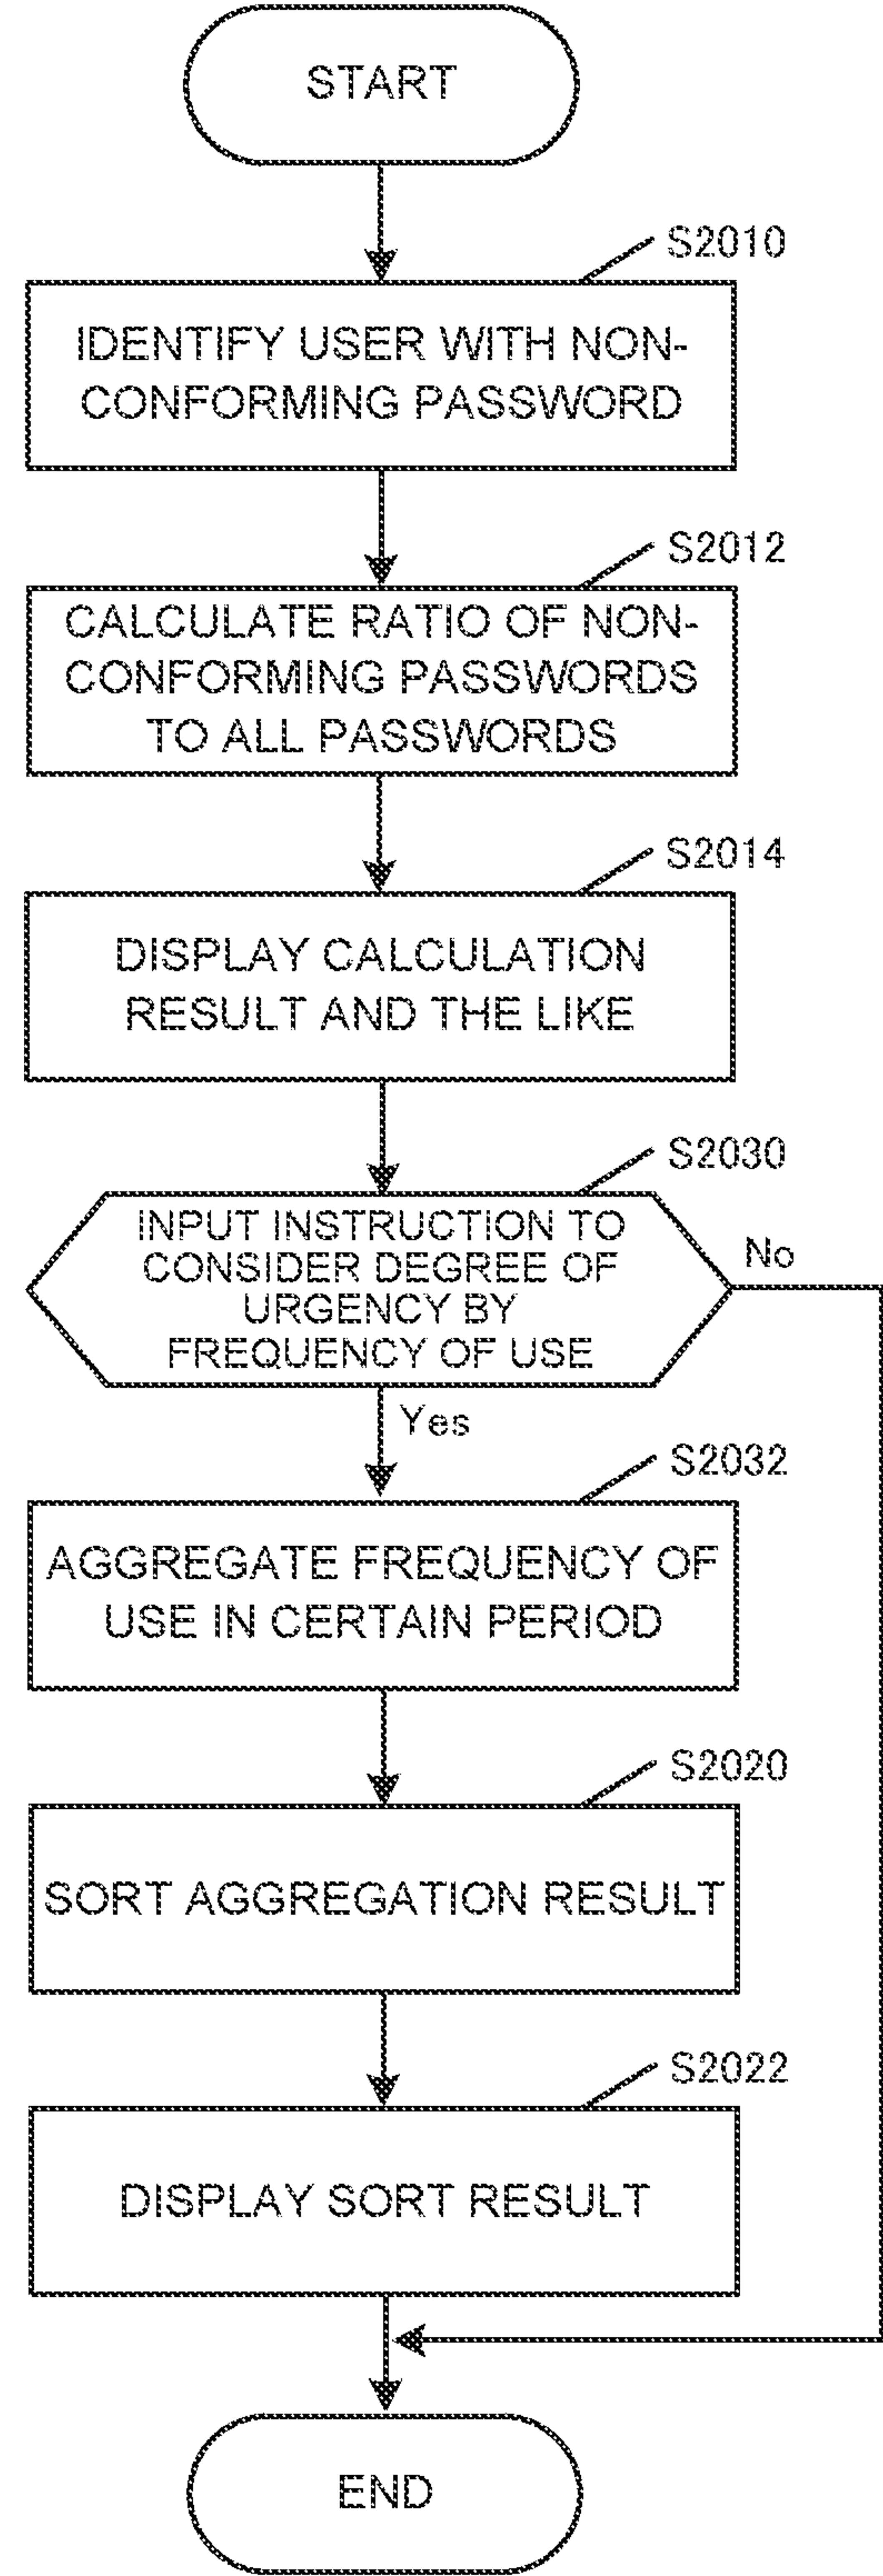 START
S2010
IDENTIFY USER WITH NON-
CONFORMING PASSWORD
S2012
CALCULATE RATIO OF NON-
CONFORMING PASSWORDS
TO ALL PASSWORDS
S2014
DISPLAY CALCULATION
RESULT AND THE LIKE
S2030
INPUT INSTRUCTION TO
CONSIDER DEGREE OF
URGENCY BY
FREQUENCY OF USE
No
Yes
S2032
AGGREGATE FREQUENCY OF
USE IN CERTAIN PERIOD
S2020
SORT AGGREGATION RESULT
S2022
DISPLAY SORT RESULT
END